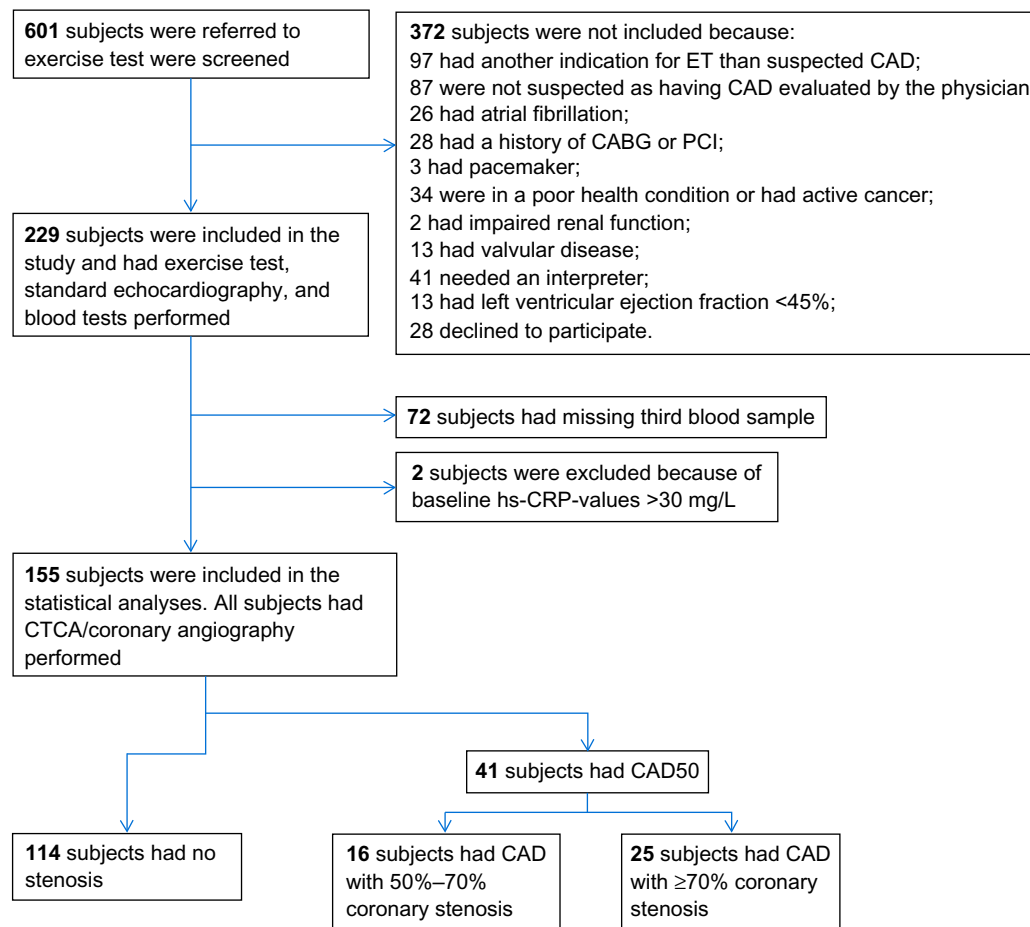 601 subjects were referred to
exercise test were screened
372 subjects were not included because:
97 had another indication for ET than suspected CAD;
87 were not suspected as having CAD evaluated by the physician
26 had atrial fibrillation;
28 had a history of CABG or PCI;
3 had pacemaker;
34 were in a poor health condition or had active cancer;
2 had impaired renal function;
13 had valvular disease;
41 needed an interpreter;
13 had left ventricular ejection fraction <45%;
28 declined to participate.
229 subjects were included in the
study and had exercise test,
standard echocardiography, and
blood tests performed
72 subjects had missing third blood sample
2 subjects were excluded because of
baseline hs-CRP-values >30 mg/L
155 subjects were included in the
statistical analyses. All subjects had
CTCA/coronary angiography
performed
41 subjects had CAD50
114 subjects had no
stenosis
16 subjects had CAD
with 50%–70%
coronary stenosis
25 subjects had CAD
with ≥70% coronary
stenosis